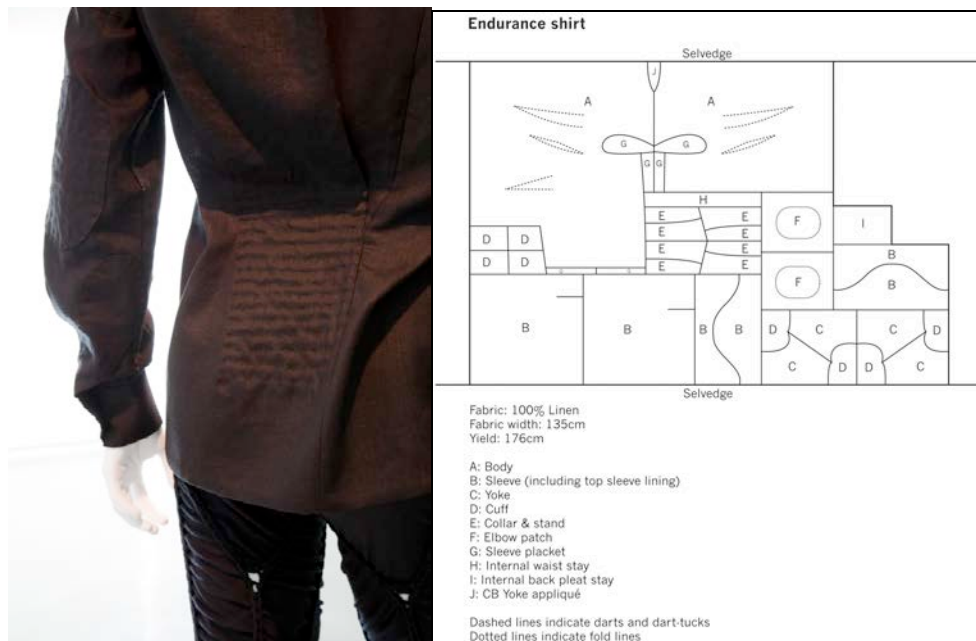 Endurance shirt
Selvedge
J
A A
G G
G G
H
E E
F
I
E E
D D
E E
B
D D
E E
F
B
B B B B
D C C D
C D D C
Selvedge
Fabric: 100% Linen
Fabric width: 135cm
Yield: 176cm
A: Body
B: Sleeve (including top sleeve lining)
C: Yoke
D: Cuff
E: Collar & stand
F: Elbow patch
G: Sleeve placket
H: Internal waist stay
I: Internal back pleat stay
J: CB Yoke appliqué
Dashed lines indicate darts and dart-tucks
Dotted lines indicate fold lines